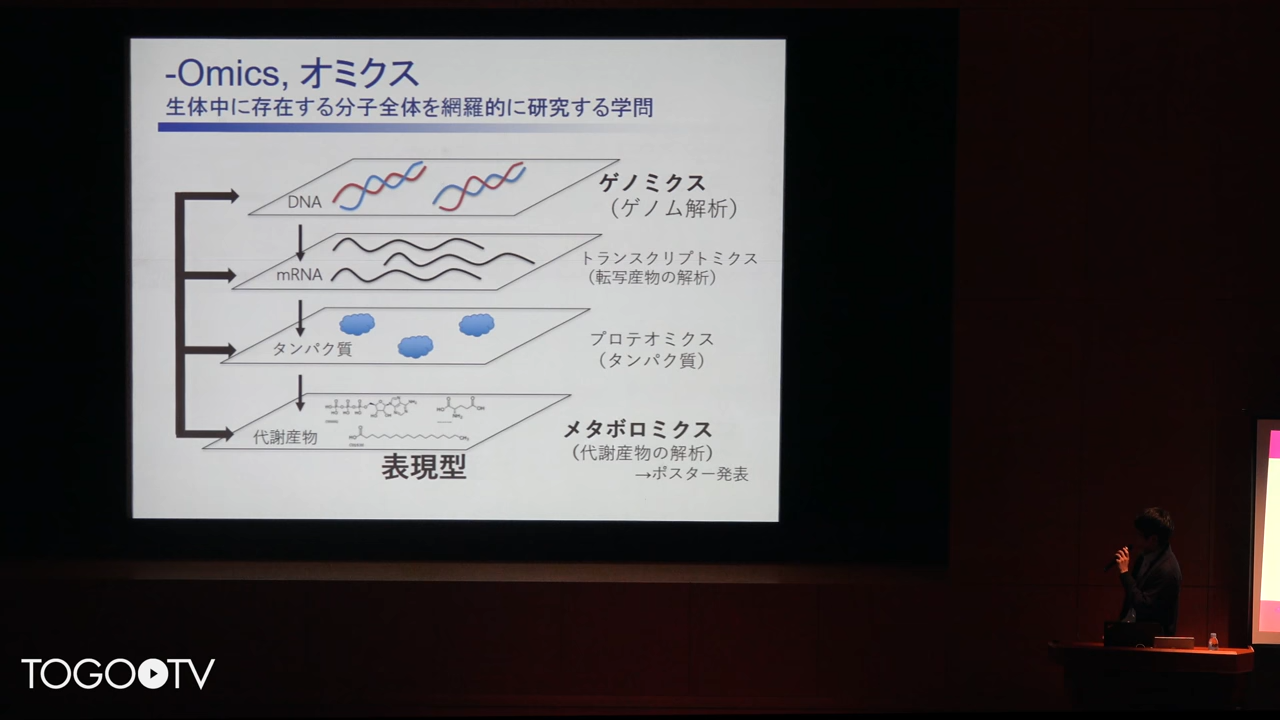 -Omics, オミクス
生体中に存在する分子全体を網羅的に研究する学問
DNA
ゲノミクス
（ゲノム解析）
mRNA
トランスクリプトミクス
（転写産物の解析）
タンパク質
プロテオミクス
（タンパク質）
代謝産物
メタボロミクス
（代謝産物の解析）
→ポスター発表
表現型
TOGOTV